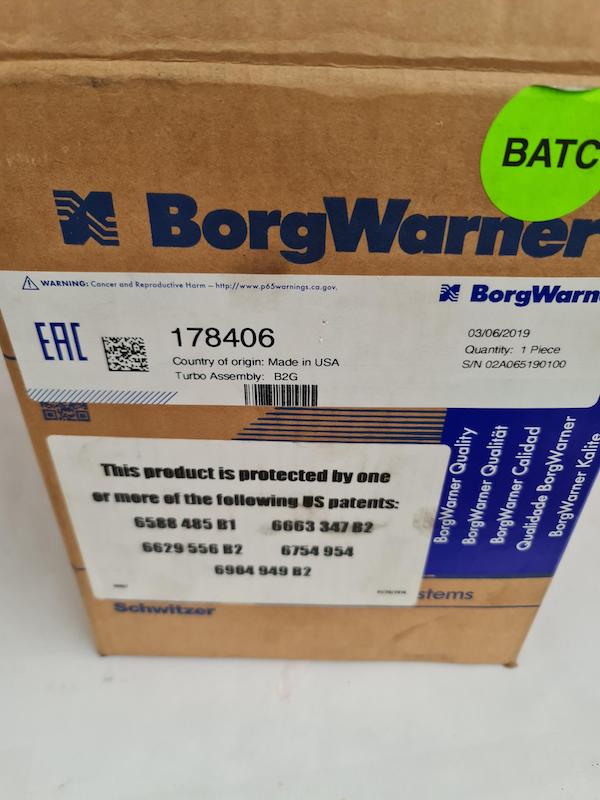 BATC
BorgWarner
WARNING: Cancer and Reproductive Harm – http://www.p65warnings.ca.gov.
BorgWarn
EAC
178406
Country of origin: Made in USA
Turbo Assembly: B2G
03/06/2019
Quantity: 1 Piece
S/N 02A065190100
This product is protected by one
or more of the following US patents:
6588 485 B1 6663 347 B2
6629 556 B2 6754 954
6904 949 B2
BorgWarner Quality
BorgWarner Qualität
BorgWarner Calidad
Qualidade BorgWarner
BorgWarner Kalite
stems
Schwitzer